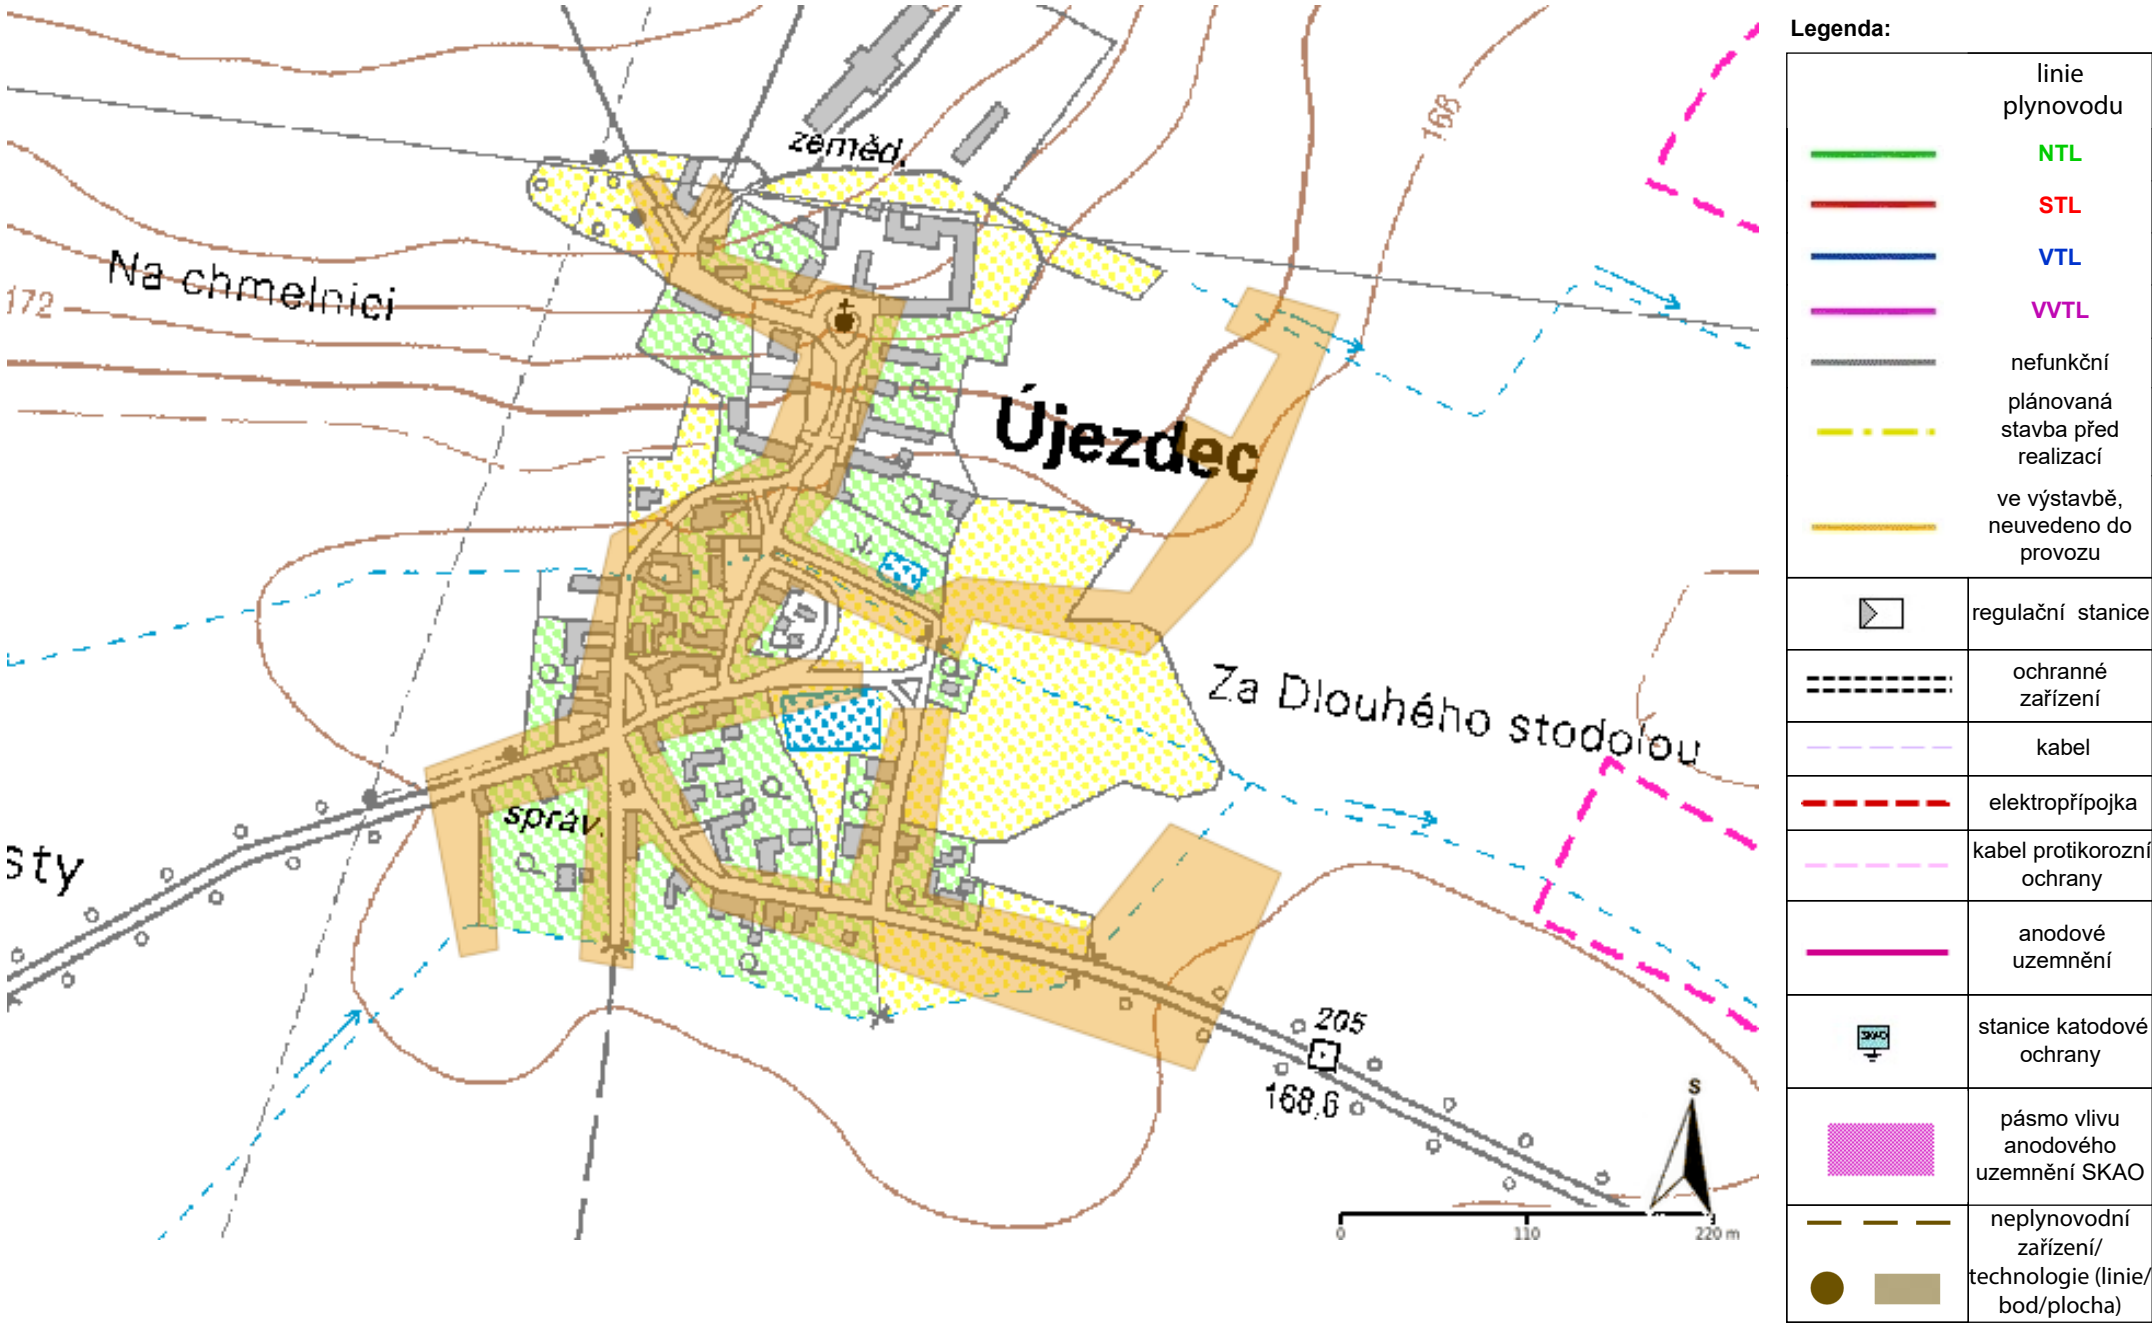 zeměd.
168
Na chmelnici
172
Újezdec
Za Dlouhého stodolou
správ.
sty
205
168,6
S
0
110
220 m
Legenda:
linie
plynovodu
NTL
STL
VTL
VVTL
nefunkční
plánovaná
stavba před
realizací
ve výstavbě,
neuvedeno do
provozu
regulační stanice
ochranné
zařízení
kabel
elektropřípojka
kabel protikorozní
ochrany
anodové
uzemnění
SKAO
stanice katodové
ochrany
pásmo vlivu
anodového
uzemnění SKAO
neplynovodní
zařízení/
technologie (linie/
bod/plocha)